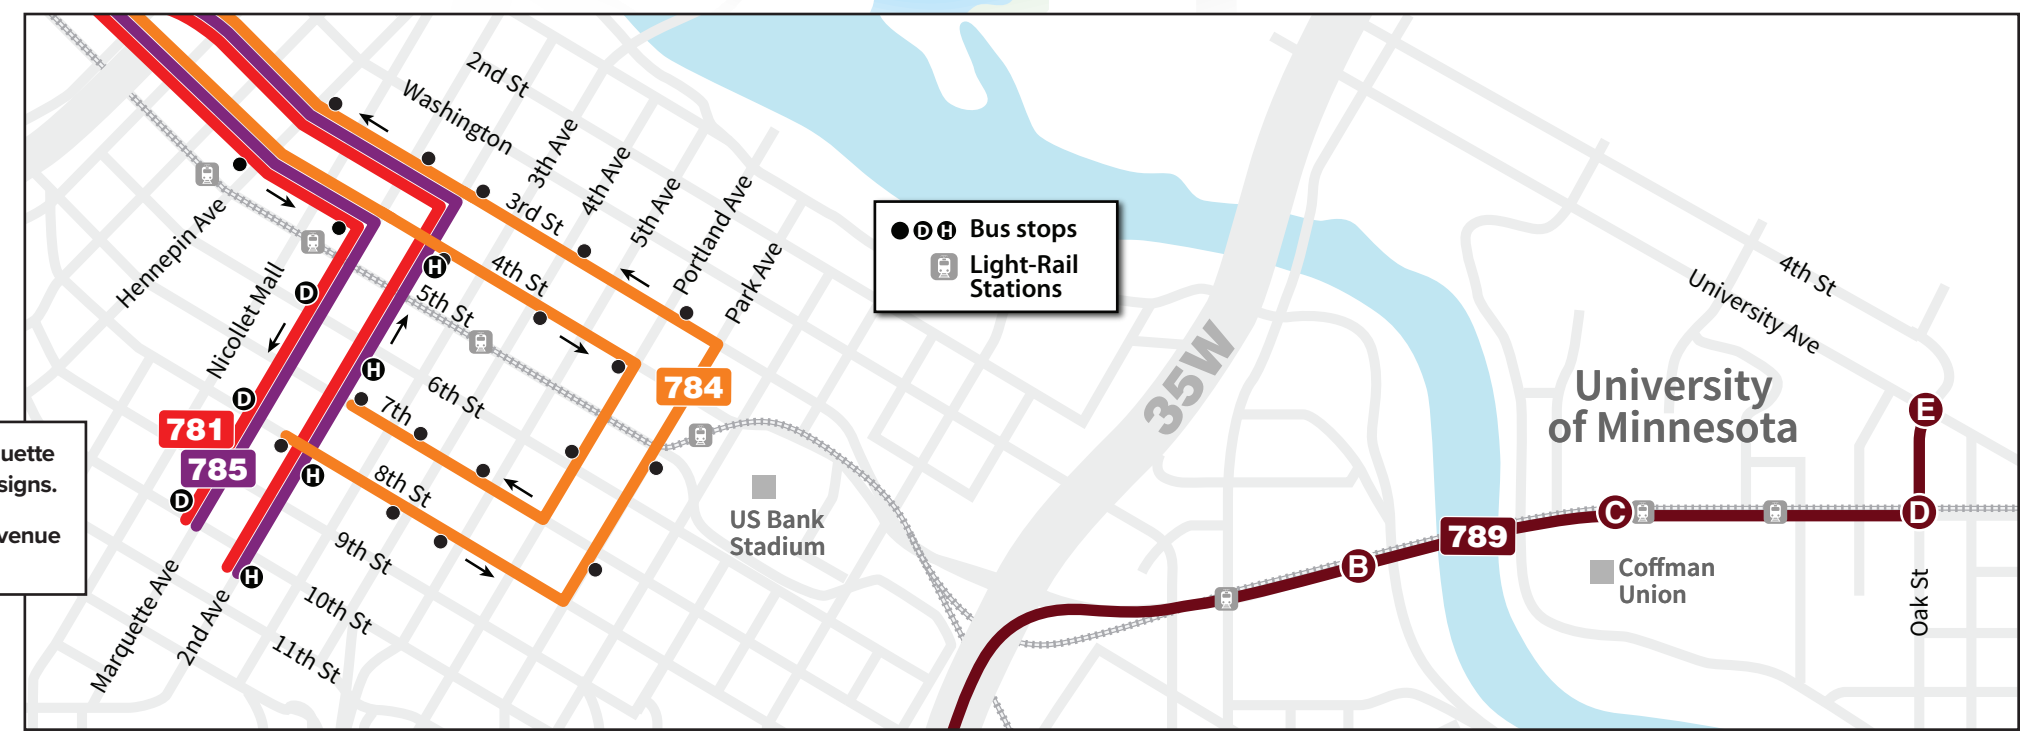 2nd St
Washington
3th Ave
3rd St
4th Ave
5th Ave
Portland Ave
Park Ave
Hennepin Ave
Nicollet Mall
4th St
5th St
6th St
7th
8th St
9th St
10th St
11th St
Marquette Ave
2nd Ave
H
H
H
H
D
D
D
781
785
784
uette
signs.
venue
D H Bus stops
Light-Rail
Stations
US Bank
Stadium
35W
4th St
University Ave
University
of Minnesota
E
D
C
B
789
Coffman
Union
Oak St